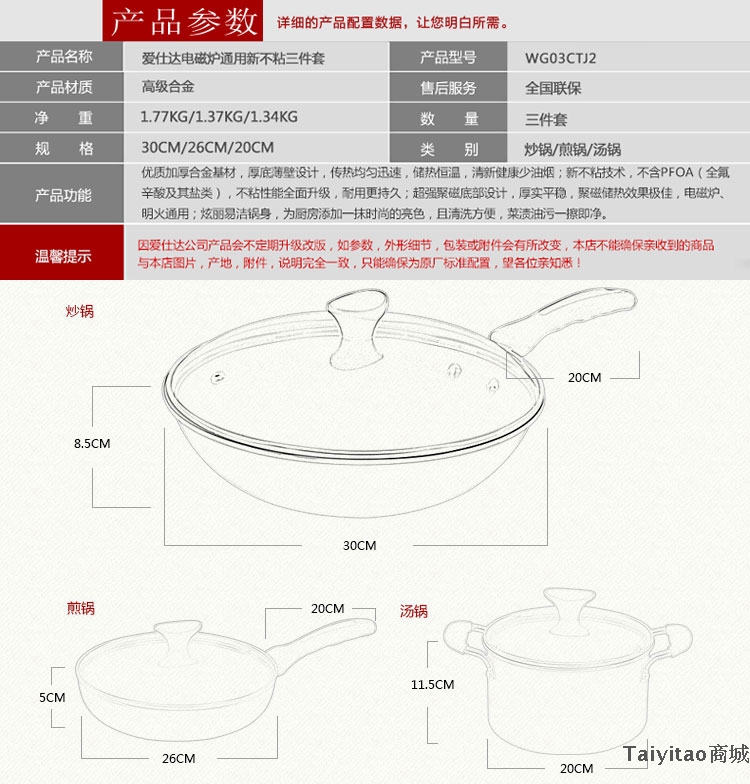 产品参数 详细的产品配置数据，让您明白所需。
产品名称 爱仕达电磁炉通用新不粘三件套 产品型号 WG03CTJ2
产品材质 高级合金 售后服务 全国联保
净 重 1.77KG/1.37KG/1.34KG 数 量 三件套
规 格 30CM/26CM/20CM 类 别 炒锅/煎锅/汤锅
产品功能
优质加厚合金基材，厚底薄壁设计，传热均匀迅速，储热恒温，清新健康少油烟；新不粘技术，不含PFOA（全氟
辛酸及其盐类），不粘性能全面升级，耐用更持久；超强聚磁底部设计，厚实平稳，聚磁储热效果极佳，电磁炉、
明火通用；炫丽易洁锅身，为厨房添加一抹时尚的亮色，且清洗方便，菜渍油污一擦即净。
温馨提示
因爱仕达公司产品会不定期升级改版，如参数，外形细节，包装或附件会有所改变，本店不能确保亲收到的商品
与本店图片，产地，附件，说明完全一致，只能确保为原厂标准配置，望各位亲知悉！
炒锅
20CM
8.5CM
30CM
煎锅
20CM
5CM
26CM
汤锅
11.5CM
20CM
Taiyitao商城